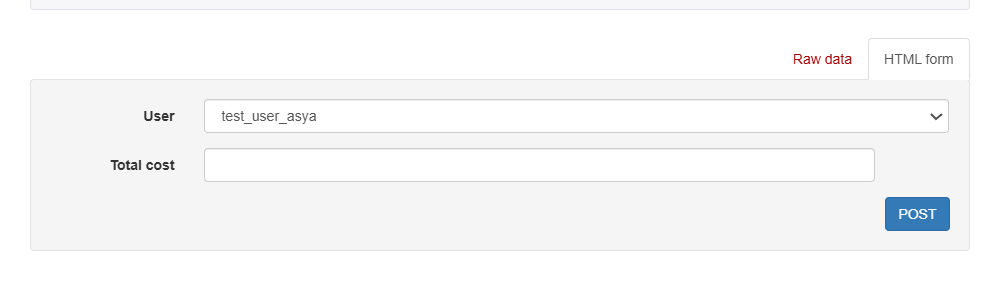 Raw data
HTML form
User
test_user_asya
Total cost
POST